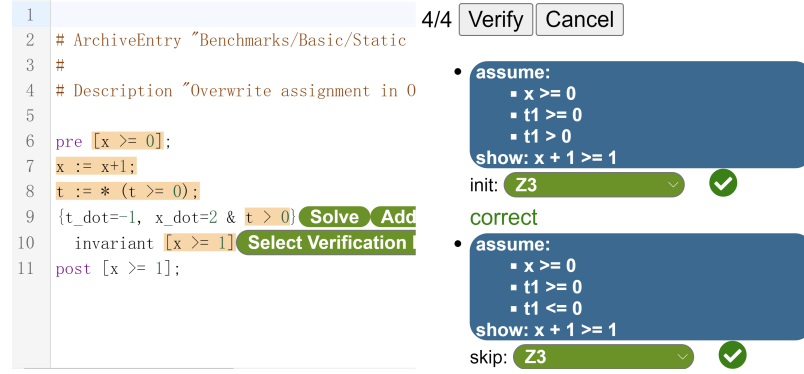 1
2 # ArchiveEntry "Benchmarks/Basic/Static
3 #
4 # Description "Overwrite assignment in O
5
6 pre [x >= 0];
7 x := x+1;
8 t := * (t >= 0);
9 {t_dot=-1, x_dot=2 & t > 0} Solve Add
10 invariant [x >= 1] Select Verification
11 post [x >= 1];
4/4 Verify Cancel
• assume:
▪ x >= 0
▪ t1 >= 0
▪ t1 > 0
show: x + 1 >= 1
init: Z3
correct
• assume:
▪ x >= 0
▪ t1 >= 0
▪ t1 <= 0
show: x + 1 >= 1
skip: Z3